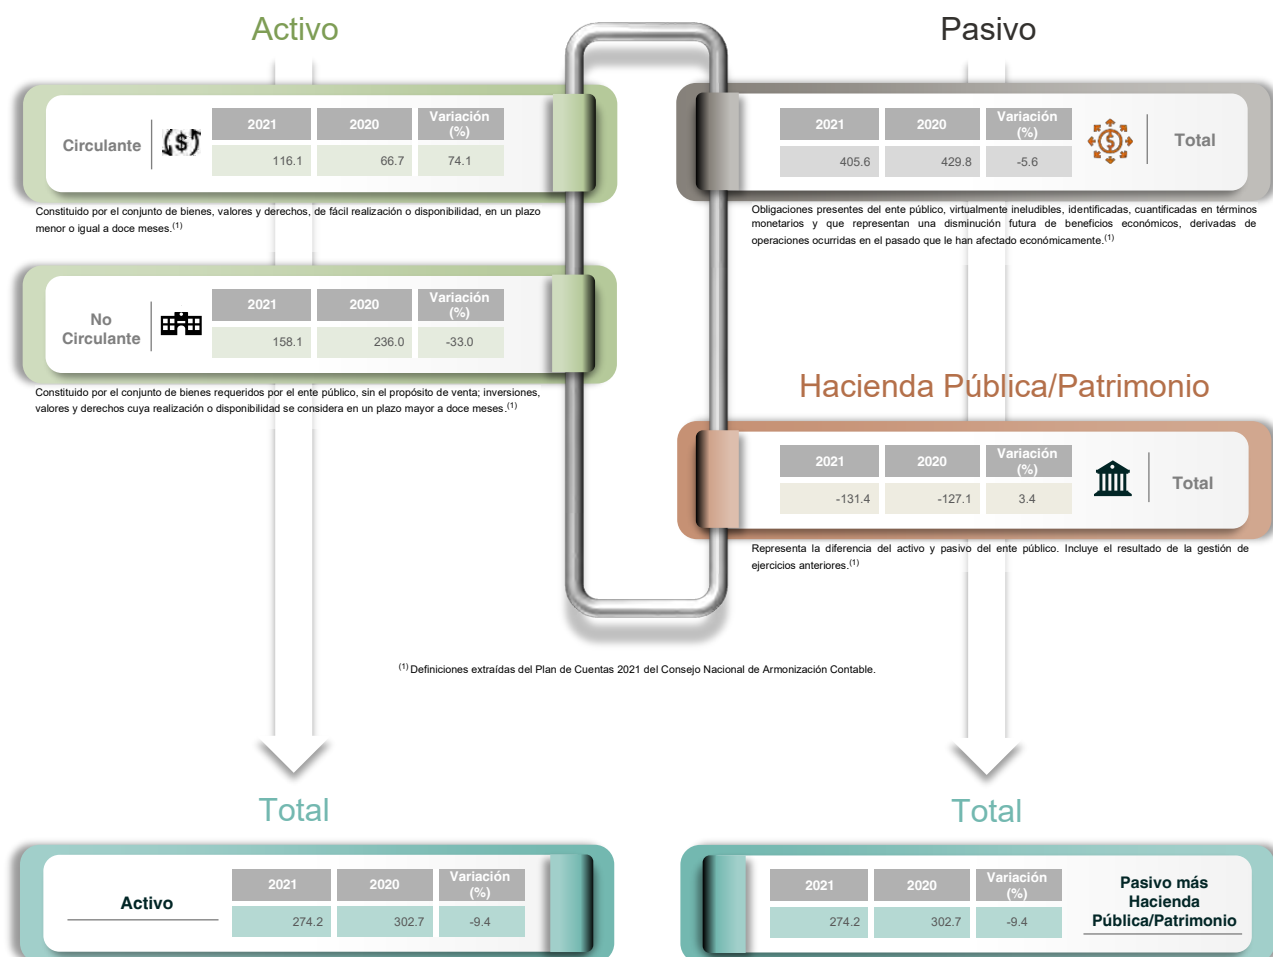 Activo
Circulante
2021 2020 Variación (%)
116.1 66.7 74.1
Constituido por el conjunto de bienes, valores y derechos, de fácil realización o disponibilidad, en un plazo
menor o igual a doce meses.(1)
No
Circulante
2021 2020 Variación (%)
158.1 236.0 -33.0
Constituido por el conjunto de bienes requeridos por el ente público, sin el propósito de venta; inversiones,
valores y derechos cuya realización o disponibilidad se considera en un plazo mayor a doce meses.(1)
Pasivo
2021 2020 Variación (%)
405.6 429.8 -5.6
Total
Obligaciones presentes del ente público, virtualmente ineludibles, identificadas, cuantificadas en términos
monetarios y que representan una disminución futura de beneficios económicos, derivadas de
operaciones ocurridas en el pasado que le han afectado económicamente.(1)
Hacienda Pública/Patrimonio
2021 2020 Variación (%)
-131.4 -127.1 3.4
Total
Representa la diferencia del activo y pasivo del ente público. Incluye el resultado de la gestión de
ejercicios anteriores.(1)
(1) Definiciones extraídas del Plan de Cuentas 2021 del Consejo Nacional de Armonización Contable.
Total
Activo
2021 2020 Variación (%)
274.2 302.7 -9.4
Total
2021 2020 Variación (%)
274.2 302.7 -9.4
Pasivo más
Hacienda
Pública/Patrimonio